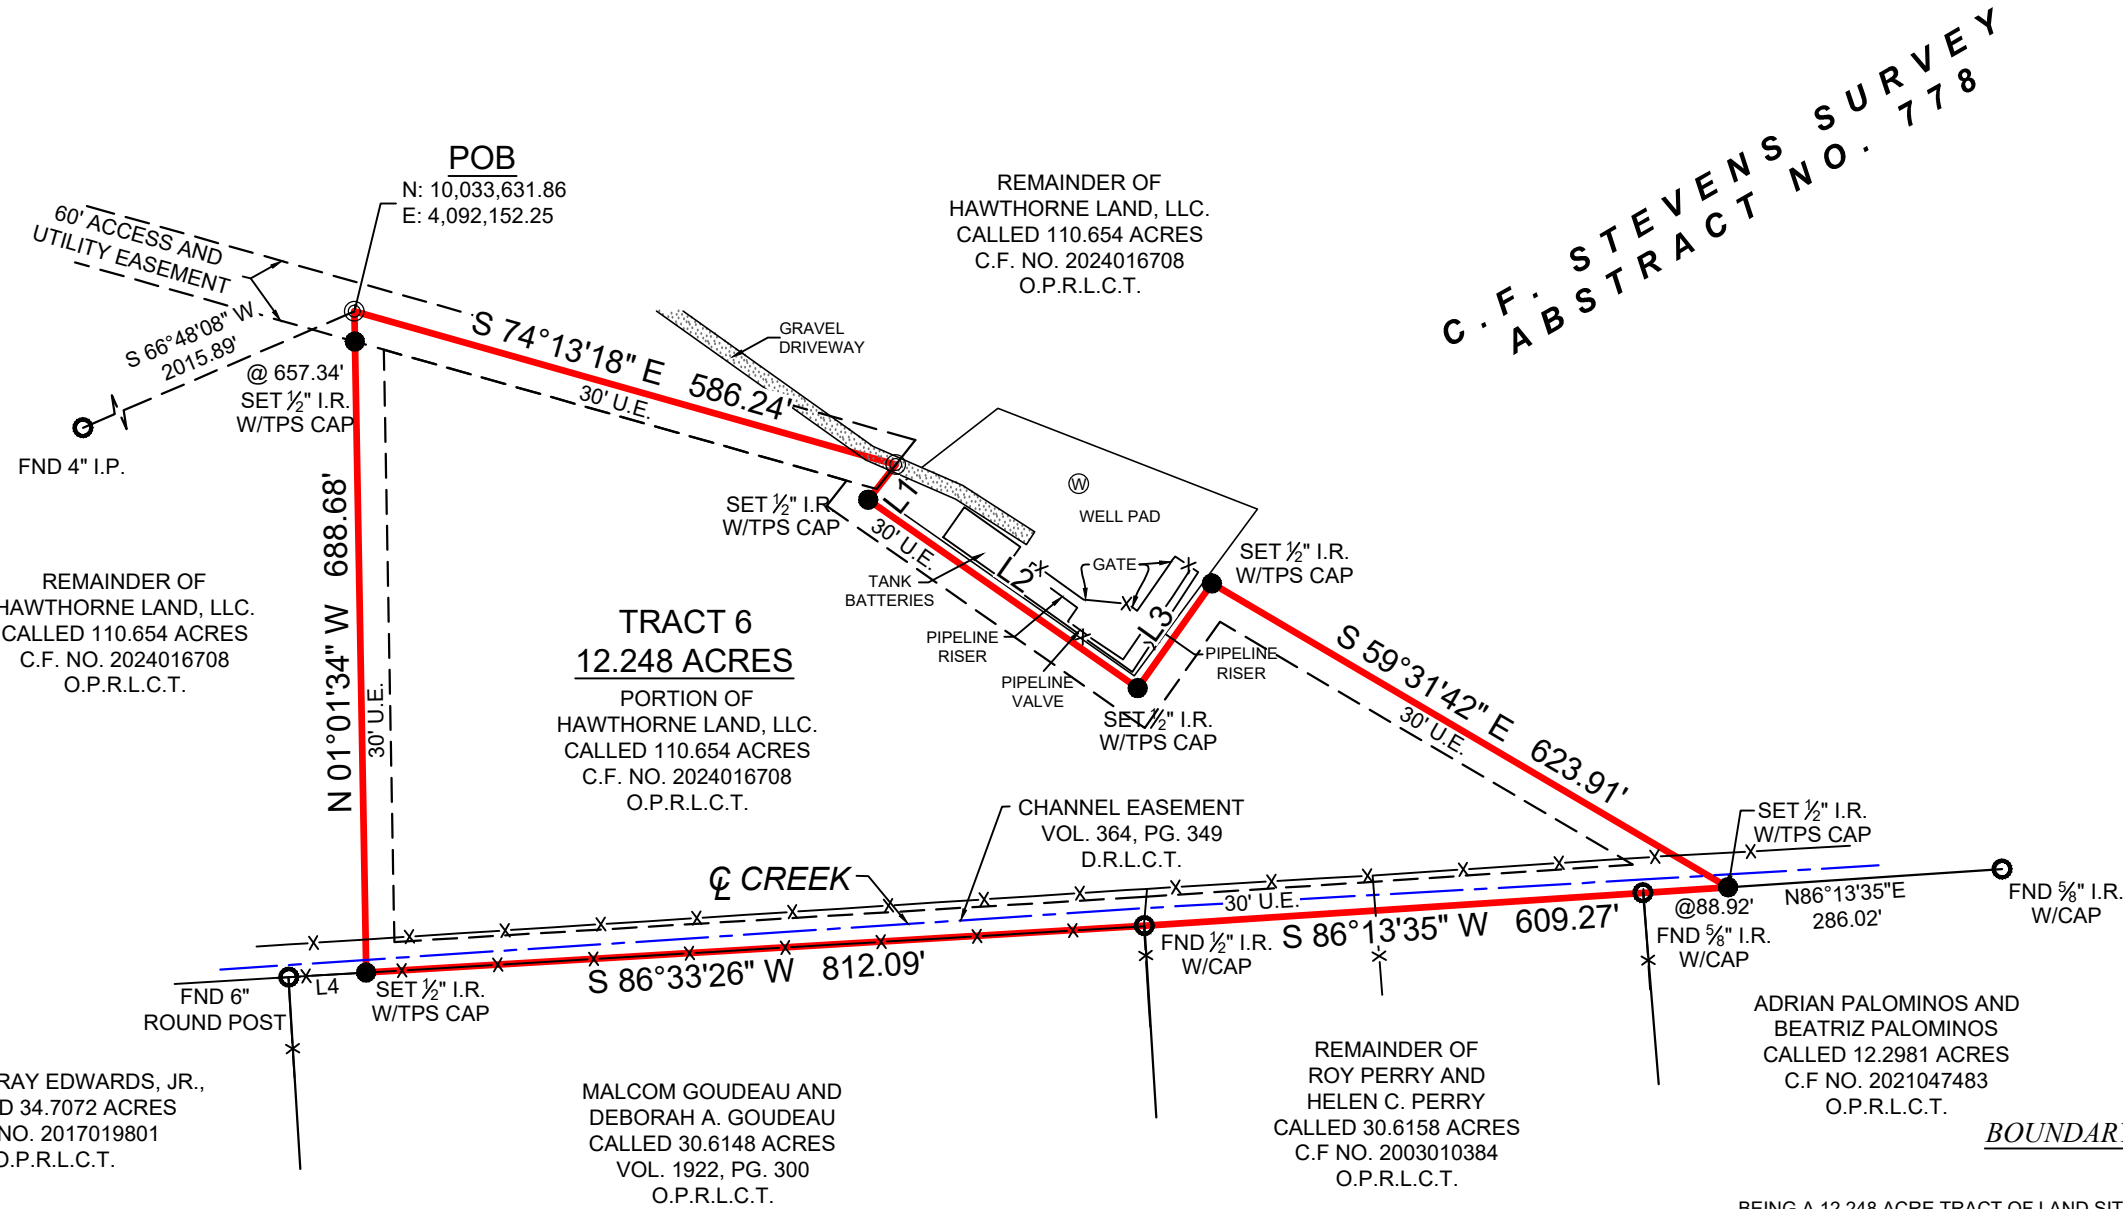 C.F. STEVENS SURVEY
ABSTRACT NO. 778
POB
N: 10,033,631.86
E: 4,092,152.25
60' ACCESS AND
UTILITY EASEMENT
REMAINDER OF
HAWTHORNE LAND, LLC.
CALLED 110.654 ACRES
C.F. NO. 2024016708
O.P.R.L.C.T.
S 66°48'08" W
2015.89'
FND 4" I.P.
@ 657.34'
SET ½" I.R.
W/TPS CAP
S 74°13'18" E 586.24'
30' U.E.
GRAVEL
DRIVEWAY
SET ½" I.R.
W/TPS CAP
L1
30' U.E.
TANK
BATTERIES
L2
W
WELL PAD
GATE
L3
PIPELINE
RISER
PIPELINE
VALVE
PIPELINE
RISER
SET ½" I.R.
W/TPS CAP
SET ½" I.R.
W/TPS CAP
S 59°31'42" E 623.91'
30' U.E.
N 01°01'34" W 688.68'
30' U.E.
REMAINDER OF
HAWTHORNE LAND, LLC.
CALLED 110.654 ACRES
C.F. NO. 2024016708
O.P.R.L.C.T.
TRACT 6
12.248 ACRES
PORTION OF
HAWTHORNE LAND, LLC.
CALLED 110.654 ACRES
C.F. NO. 2024016708
O.P.R.L.C.T.
CHANNEL EASEMENT
VOL. 364, PG. 349
D.R.L.C.T.
℄ CREEK
30' U.E.
SET ½" I.R.
W/TPS CAP
N86°13'35"E
286.02'
FND ⅝" I.R.
W/CAP
@88.92'
FND ⅝" I.R.
W/CAP
S 86°13'35" W 609.27'
FND ½" I.R.
W/CAP
S 86°33'26" W 812.09'
L4
SET ½" I.R.
W/TPS CAP
FND 6"
ROUND POST
RAY EDWARDS, JR.,
D 34.7072 ACRES
NO. 2017019801
O.P.R.L.C.T.
MALCOM GOUDEAU AND
DEBORAH A. GOUDEAU
CALLED 30.6148 ACRES
VOL. 1922, PG. 300
O.P.R.L.C.T.
REMAINDER OF
ROY PERRY AND
HELEN C. PERRY
CALLED 30.6158 ACRES
C.F NO. 2003010384
O.P.R.L.C.T.
ADRIAN PALOMINOS AND
BEATRIZ PALOMINOS
CALLED 12.2981 ACRES
C.F NO. 2021047483
O.P.R.L.C.T.
BOUNDARY
BEING A 12.248 ACRE TRACT OF LAND SIT